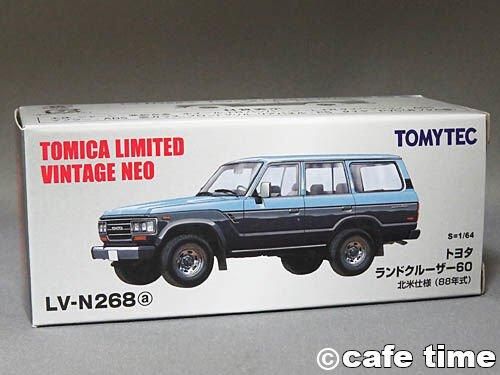 TOMICA LIMITED
VINTAGE NEO
TOMYTEC
S=1/64
トヨタ
ランドクルーザー60
北米仕様 (88年式)
LV-N268ⓐ
©cafe time